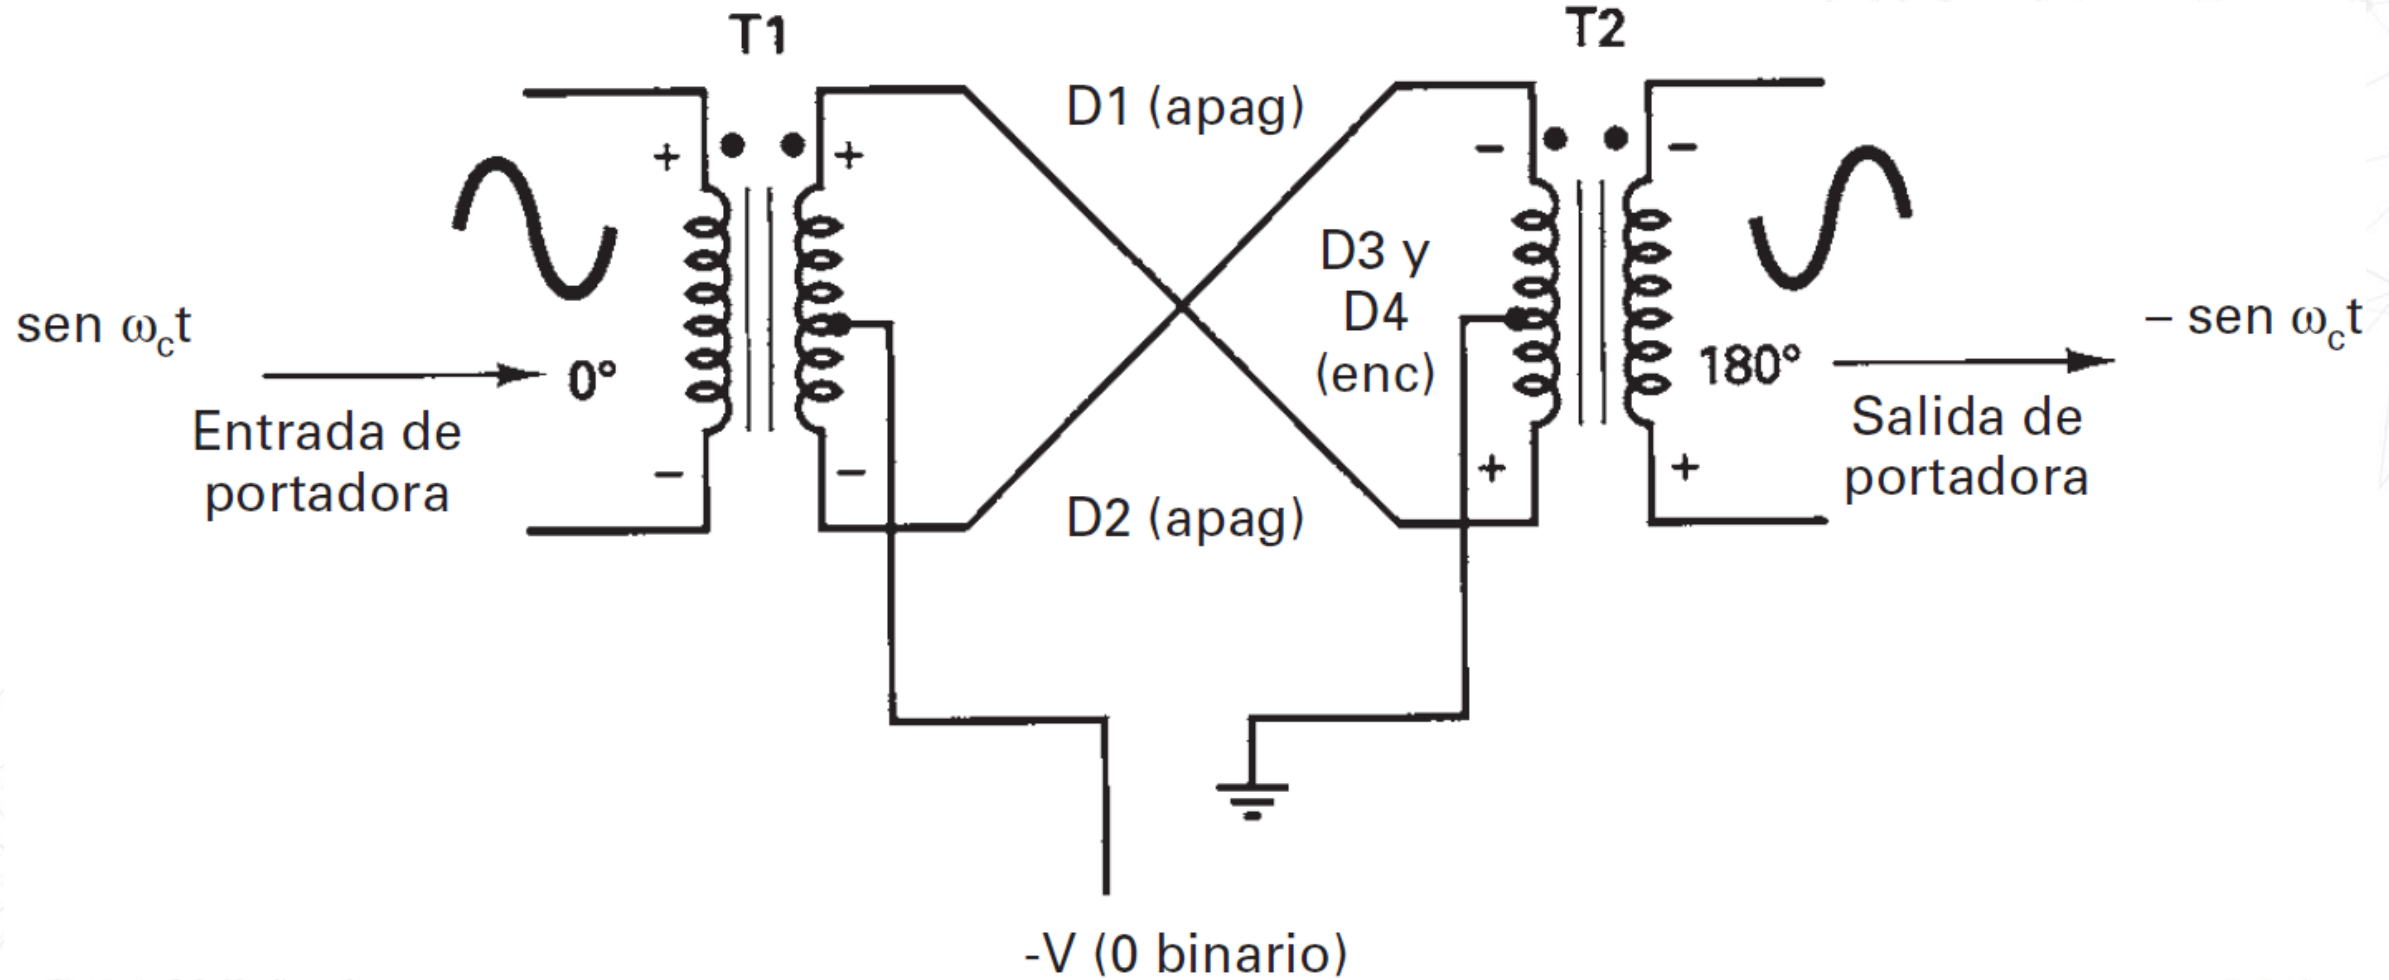 T1
T2
D1 (apag)
+
+
−
−
D3 y
D4
(enc)
sen ωct
0°
180°
− sen ωct
Entrada de
portadora
Salida de
portadora
−
−
D2 (apag)
+
+
-V (0 binario)